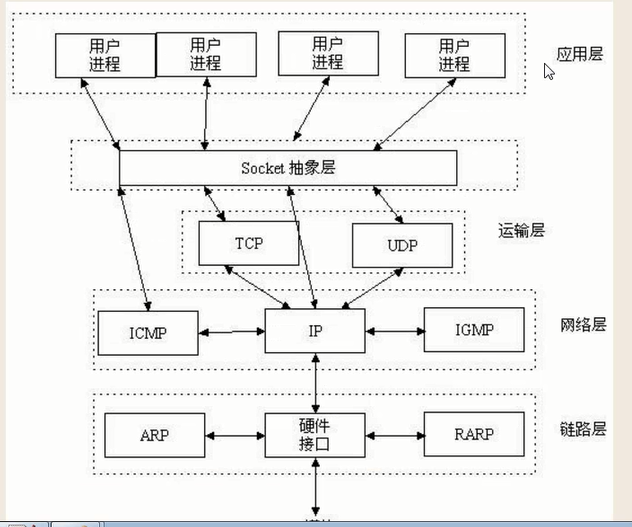 用户
进程
用户
进程
用户
进程
用户
进程
应用层
Socket 抽象层
TCP
UDP
运输层
ICMP
IP
IGMP
网络层
ARP
硬件
接口
RARP
链路层